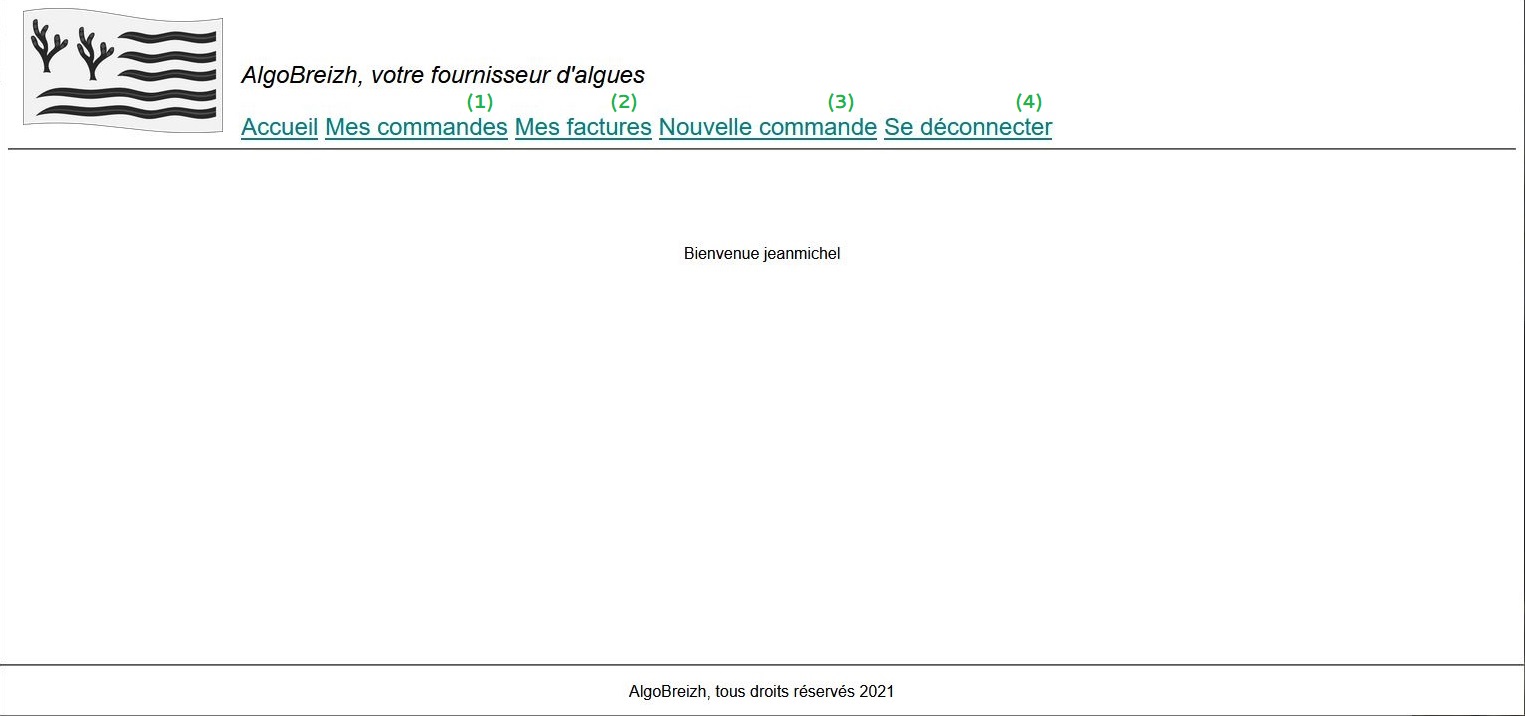 AlgoBreizh, votre fournisseur d'algues
(1) (2) (3) (4)
Accueil Mes commandes Mes factures Nouvelle commande Se déconnecter
Bienvenue jeanmichel
AlgoBreizh, tous droits réservés 2021